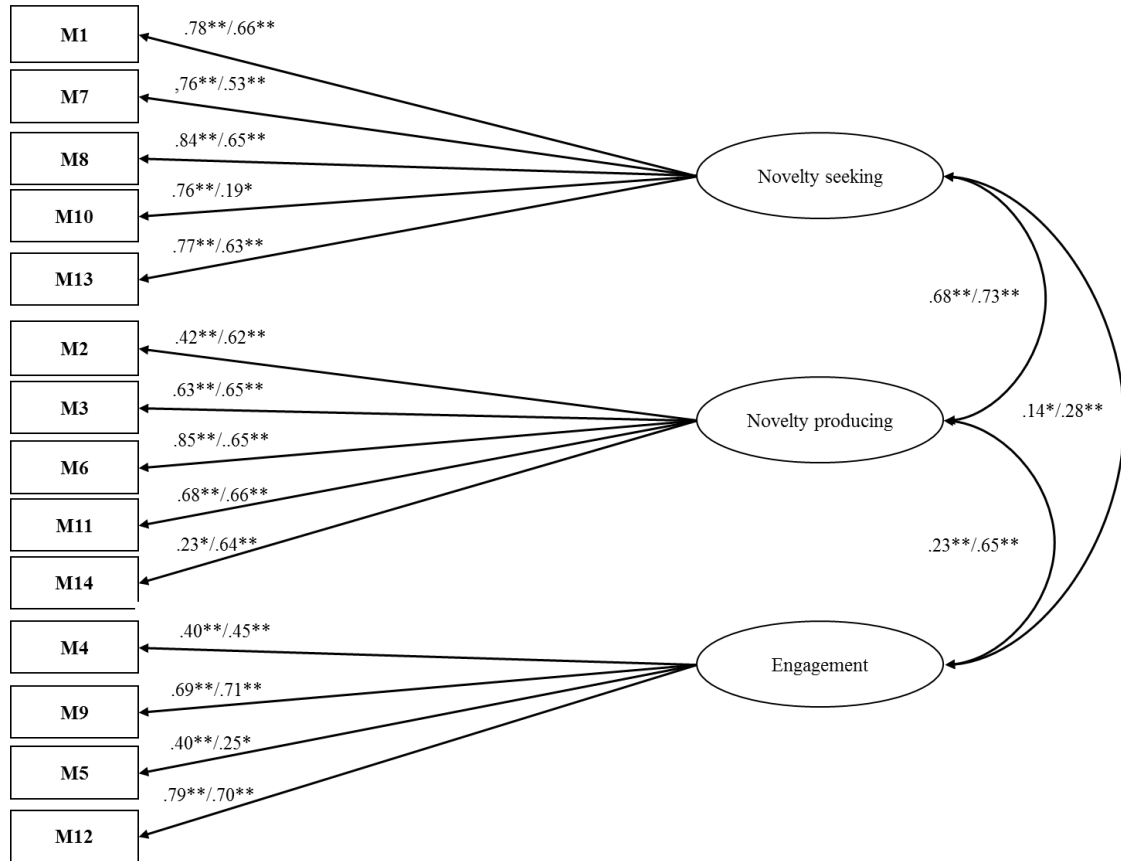 M1
.78**/.66**
M7
,76**/.53**
M8
.84**/.65**
M10
.76**/.19*
M13
.77**/.63**
Novelty seeking
.68**/.73**
M2
.42**/.62**
M3
.63**/.65**
M6
.85**/..65**
M11
.68**/.66**
M14
.23*/.64**
Novelty producing
.14*/.28**
.23**/.65**
M4
.40**/.45**
M9
.69**/.71**
M5
.40**/.25*
M12
.79**/.70**
Engagement